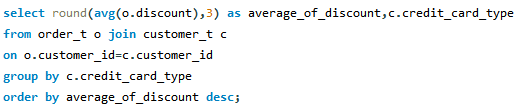 select round(avg(o.discount),3) as average_of_discount,c.credit_card_type
from order_t o join customer_t c
on o.customer_id=c.customer_id
group by c.credit_card_type
order by average_of_discount desc;